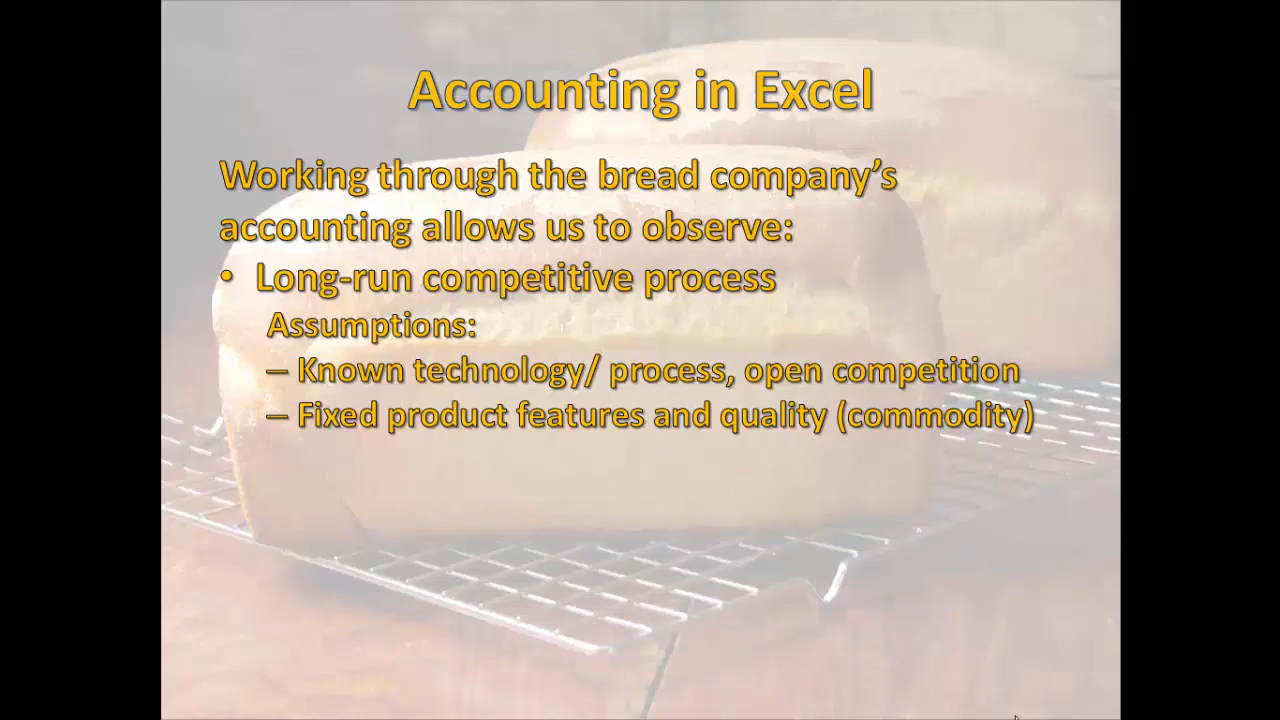 Accounting in Excel
Working through the bread company’s
accounting allows us to observe:
• Long-run competitive process
Assumptions:
– Known technology/ process, open competition
– Fixed product features and quality (commodity)